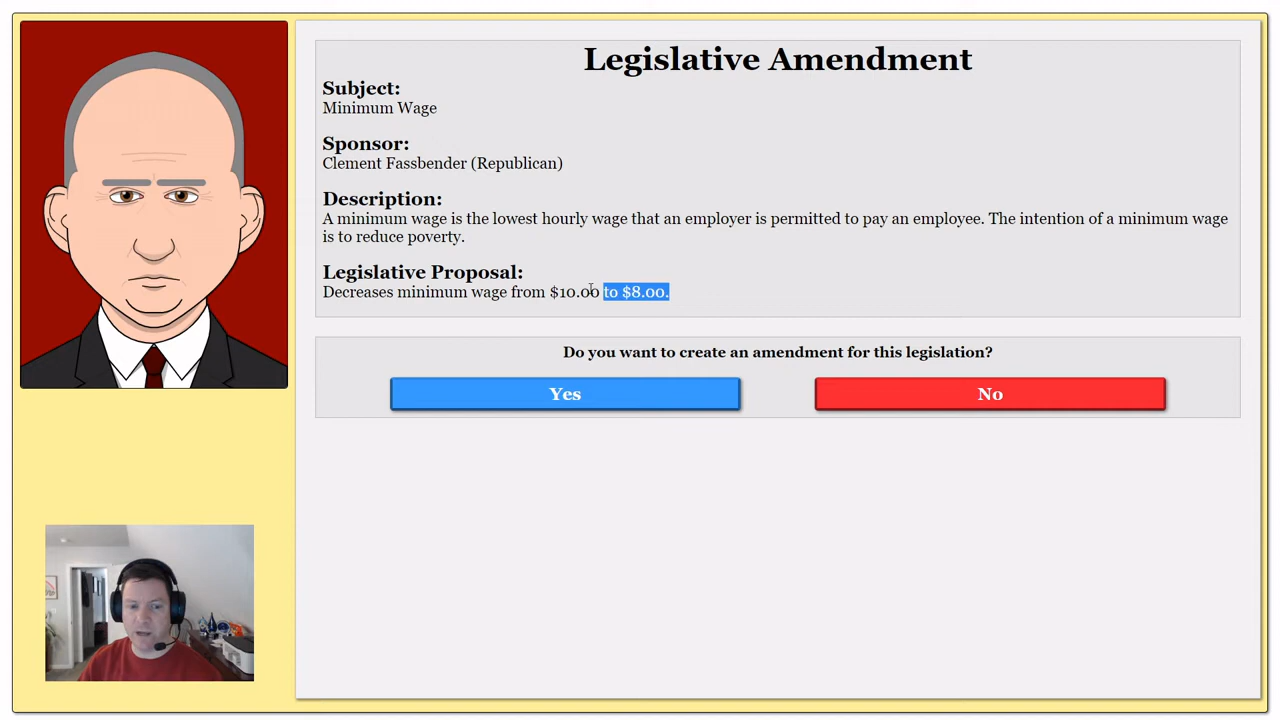 Legislative Amendment
Subject:
Minimum Wage
Sponsor:
Clement Fassbender (Republican)
Description:
A minimum wage is the lowest hourly wage that an employer is permitted to pay an employee. The intention of a minimum wage
is to reduce poverty.
Legislative Proposal:
Decreases minimum wage from $10.00 to $8.00.
Do you want to create an amendment for this legislation?
Yes
No